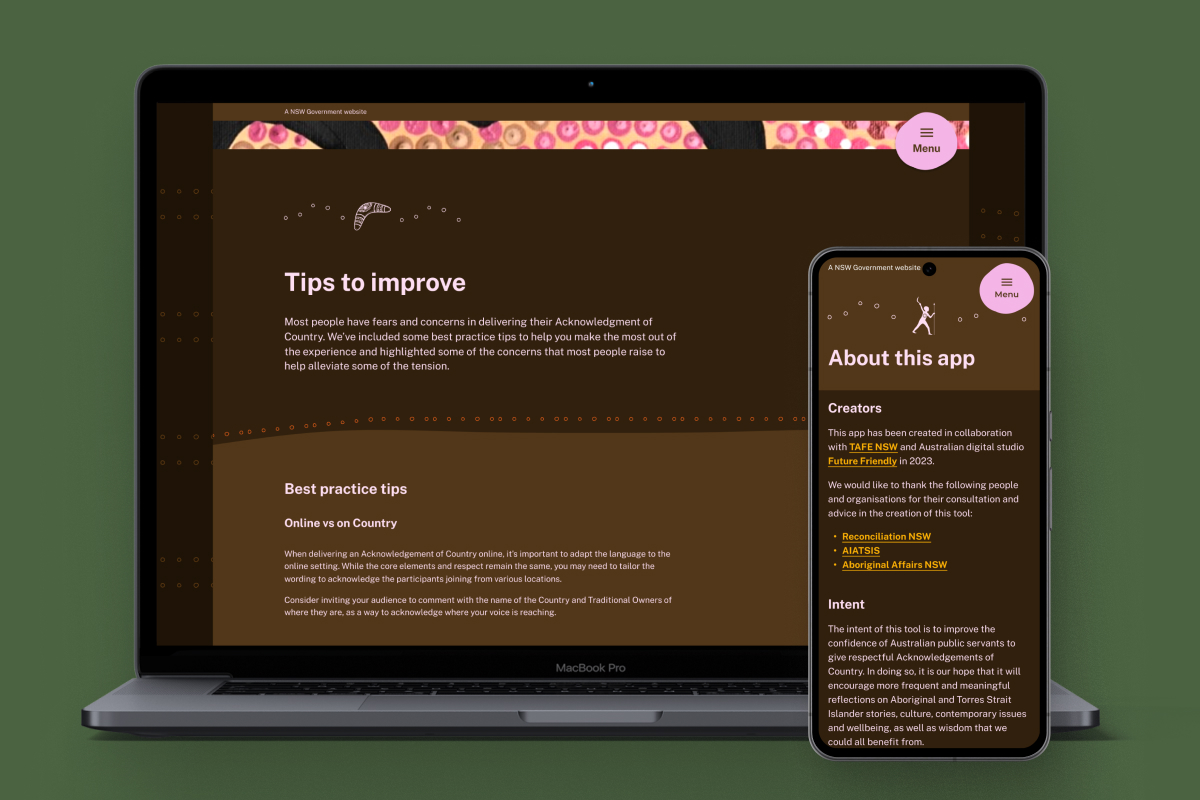 A NSW Government website
Menu
Tips to improve
Most people have fears and concerns in delivering their Acknowledgment of
Country. We've included some best practice tips to help you make the most out of
the experience and highlighted some of the concerns that most people raise to
help alleviate some of the tension.
Best practice tips
Online vs on Country
When delivering an Acknowledgement of Country online, it's important to adapt the language to the
online setting. While the core elements and respect remain the same, you may need to tailor the
wording to acknowledge the participants joining from various locations.
Consider inviting your audience to comment with the name of the Country and Traditional Owners of
where they are, as a way to acknowledge where your voice is reaching.
MacBook Pro
A NSW Government website
Menu
About this app
Creators
This app has been created in collaboration
with TAFE NSW and Australian digital studio
Future Friendly in 2023.
We would like to thank the following people
and organisations for their consultation and
advice in the creation of this tool:
• Reconciliation NSW
• AIATSIS
• Aboriginal Affairs NSW
Intent
The intent of this tool is to improve the
confidence of Australian public servants to
give respectful Acknowledgements of
Country. In doing so, it is our hope that it will
encourage more frequent and meaningful
reflections on Aboriginal and Torres Strait
Islander stories, culture, contemporary issues
and wellbeing, as well as wisdom that we
could all benefit from.